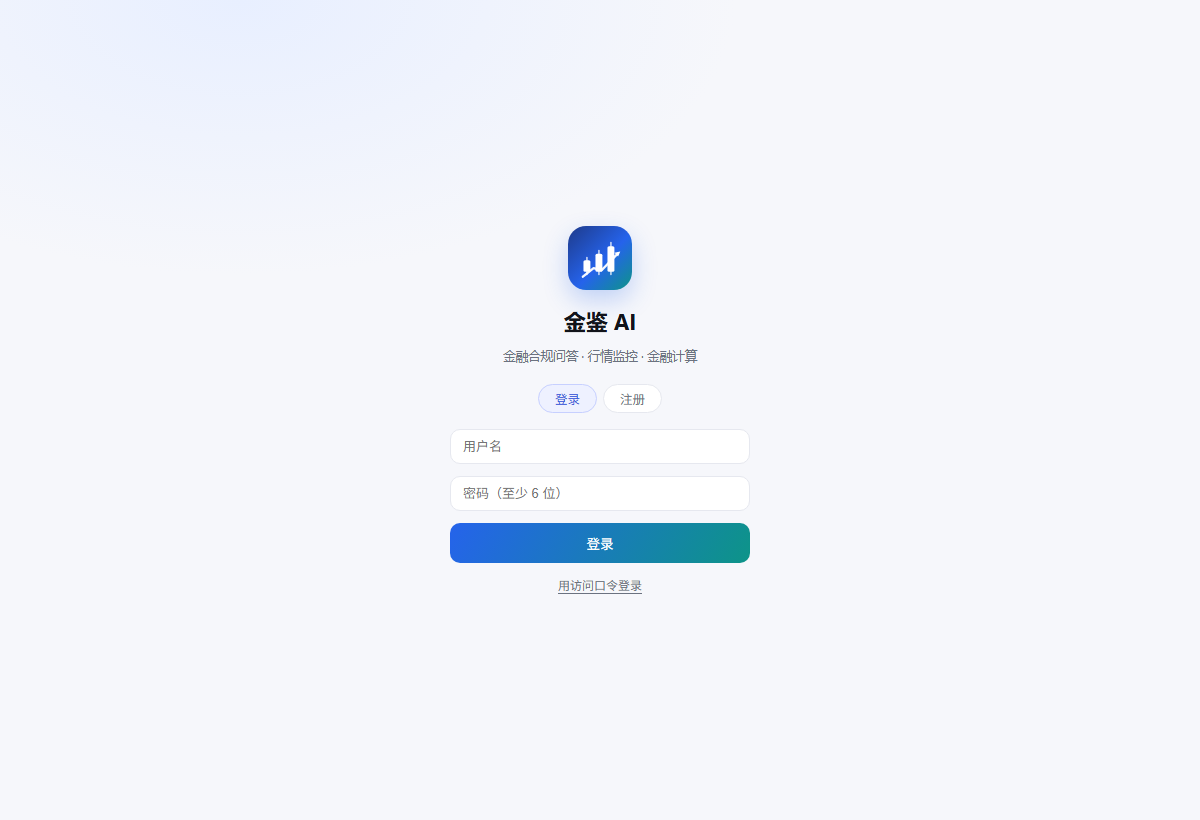 金鉴 AI
金融合规问答 · 行情监控 · 金融计算
登录 注册
用户名
密码（至少 6 位）
登录
用访问口令登录